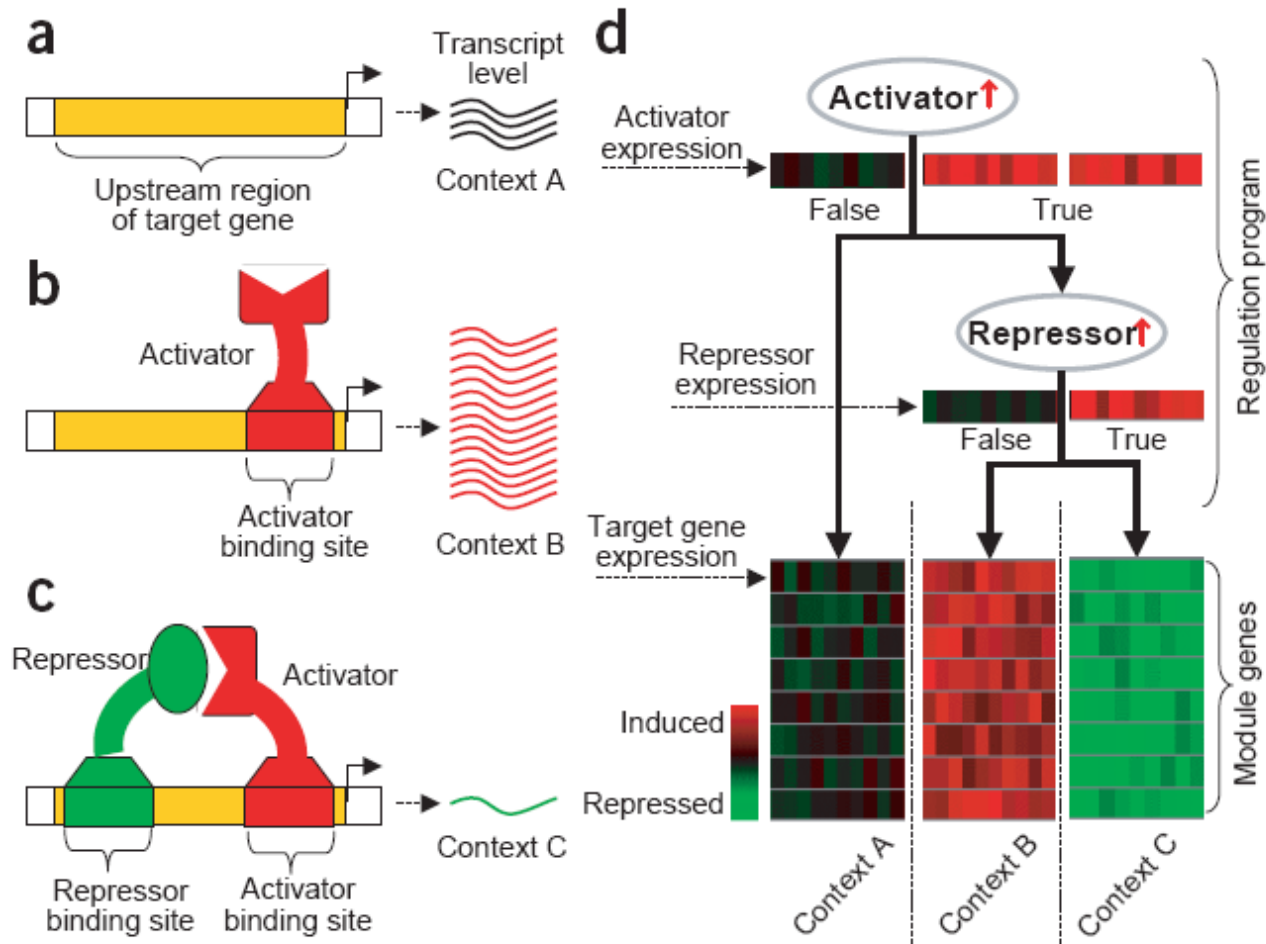 a
Transcript
level
Context A
Upstream region
of target gene
b
Activator
Activator
binding site
Context B
c
Repressor
Activator
Repressor
binding site
Activator
binding site
Context C
d
Activator
Activator
expression
False
True
Repressor
Repressor
expression
False
True
Regulation program
Target gene
expression
Induced
Repressed
Module genes
Context A
Context B
Context C